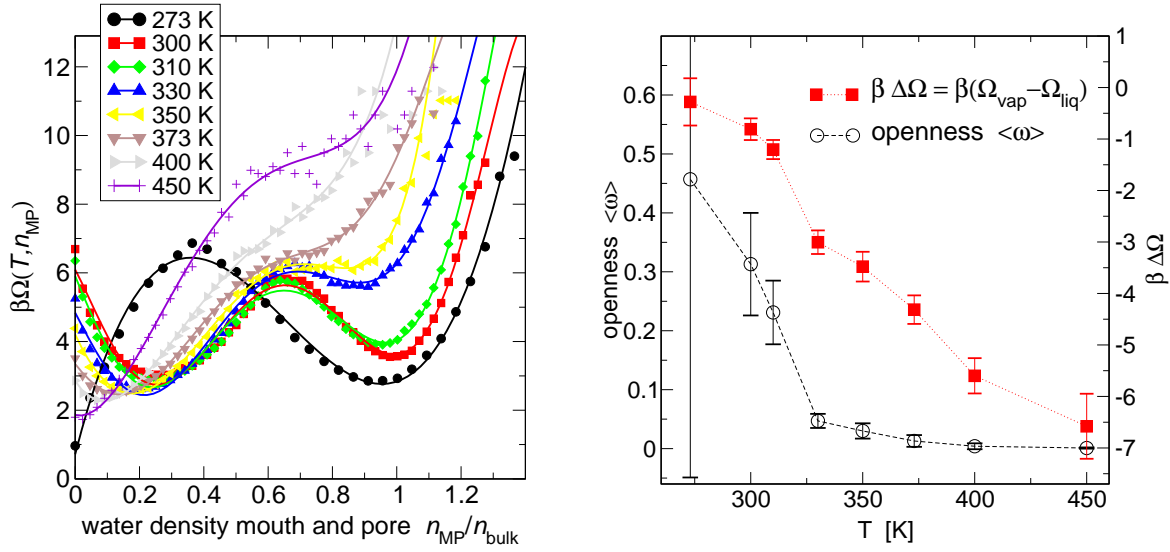 273 K
300 K
310 K
330 K
350 K
373 K
400 K
450 K
12
10
8
6
4
2
0
βΩ(T, n_MP)
0
0.2
0.4
0.6
0.8
1
1.2
water density mouth and pore n_MP/n_bulk
β ΔΩ = β(Ω_vap−Ω_liq)
openness <ω>
0.6
0.5
0.4
0.3
0.2
0.1
0
openness <ω>
1
0
-1
-2
-3
-4
-5
-6
-7
β ΔΩ
300
350
400
450
T [K]